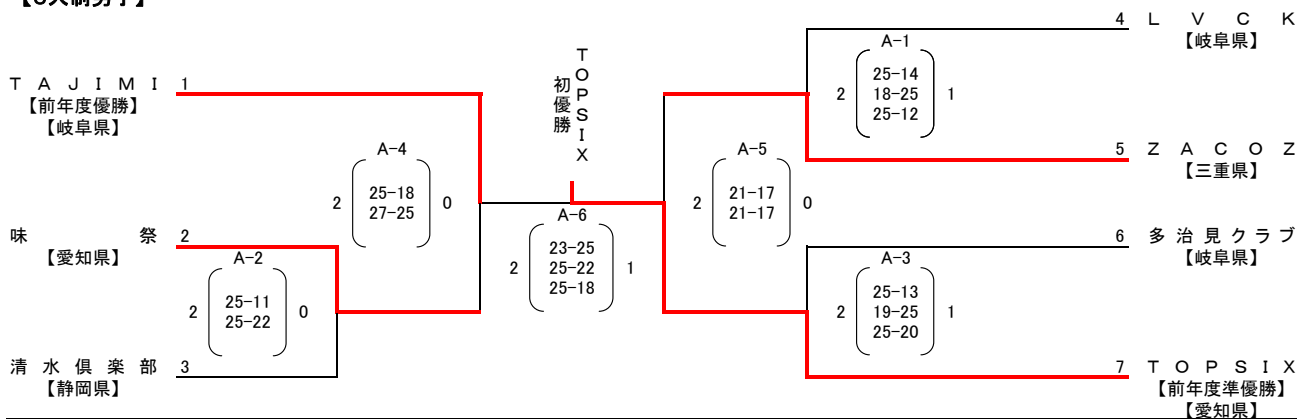 TAJIMI 1
【前年度優勝】
【岐阜県】
味祭 2
【愛知県】
清水倶楽部 3
【静岡県】
A-2
2 25-11 0
25-22
A-4
2 25-18 0
27-25
TOPSIX
初優勝
A-6
23-25
2 25-22 1
25-18
A-5
2 21-17 0
21-17
A-1
25-14
2 18-25 1
25-12
A-3
25-13
2 19-25 1
25-20
4 LVCK
【岐阜県】
5 ZACOZ
【三重県】
6 多治見クラブ
【岐阜県】
7 TOPSIX
【前年度準優勝】
【愛知県】